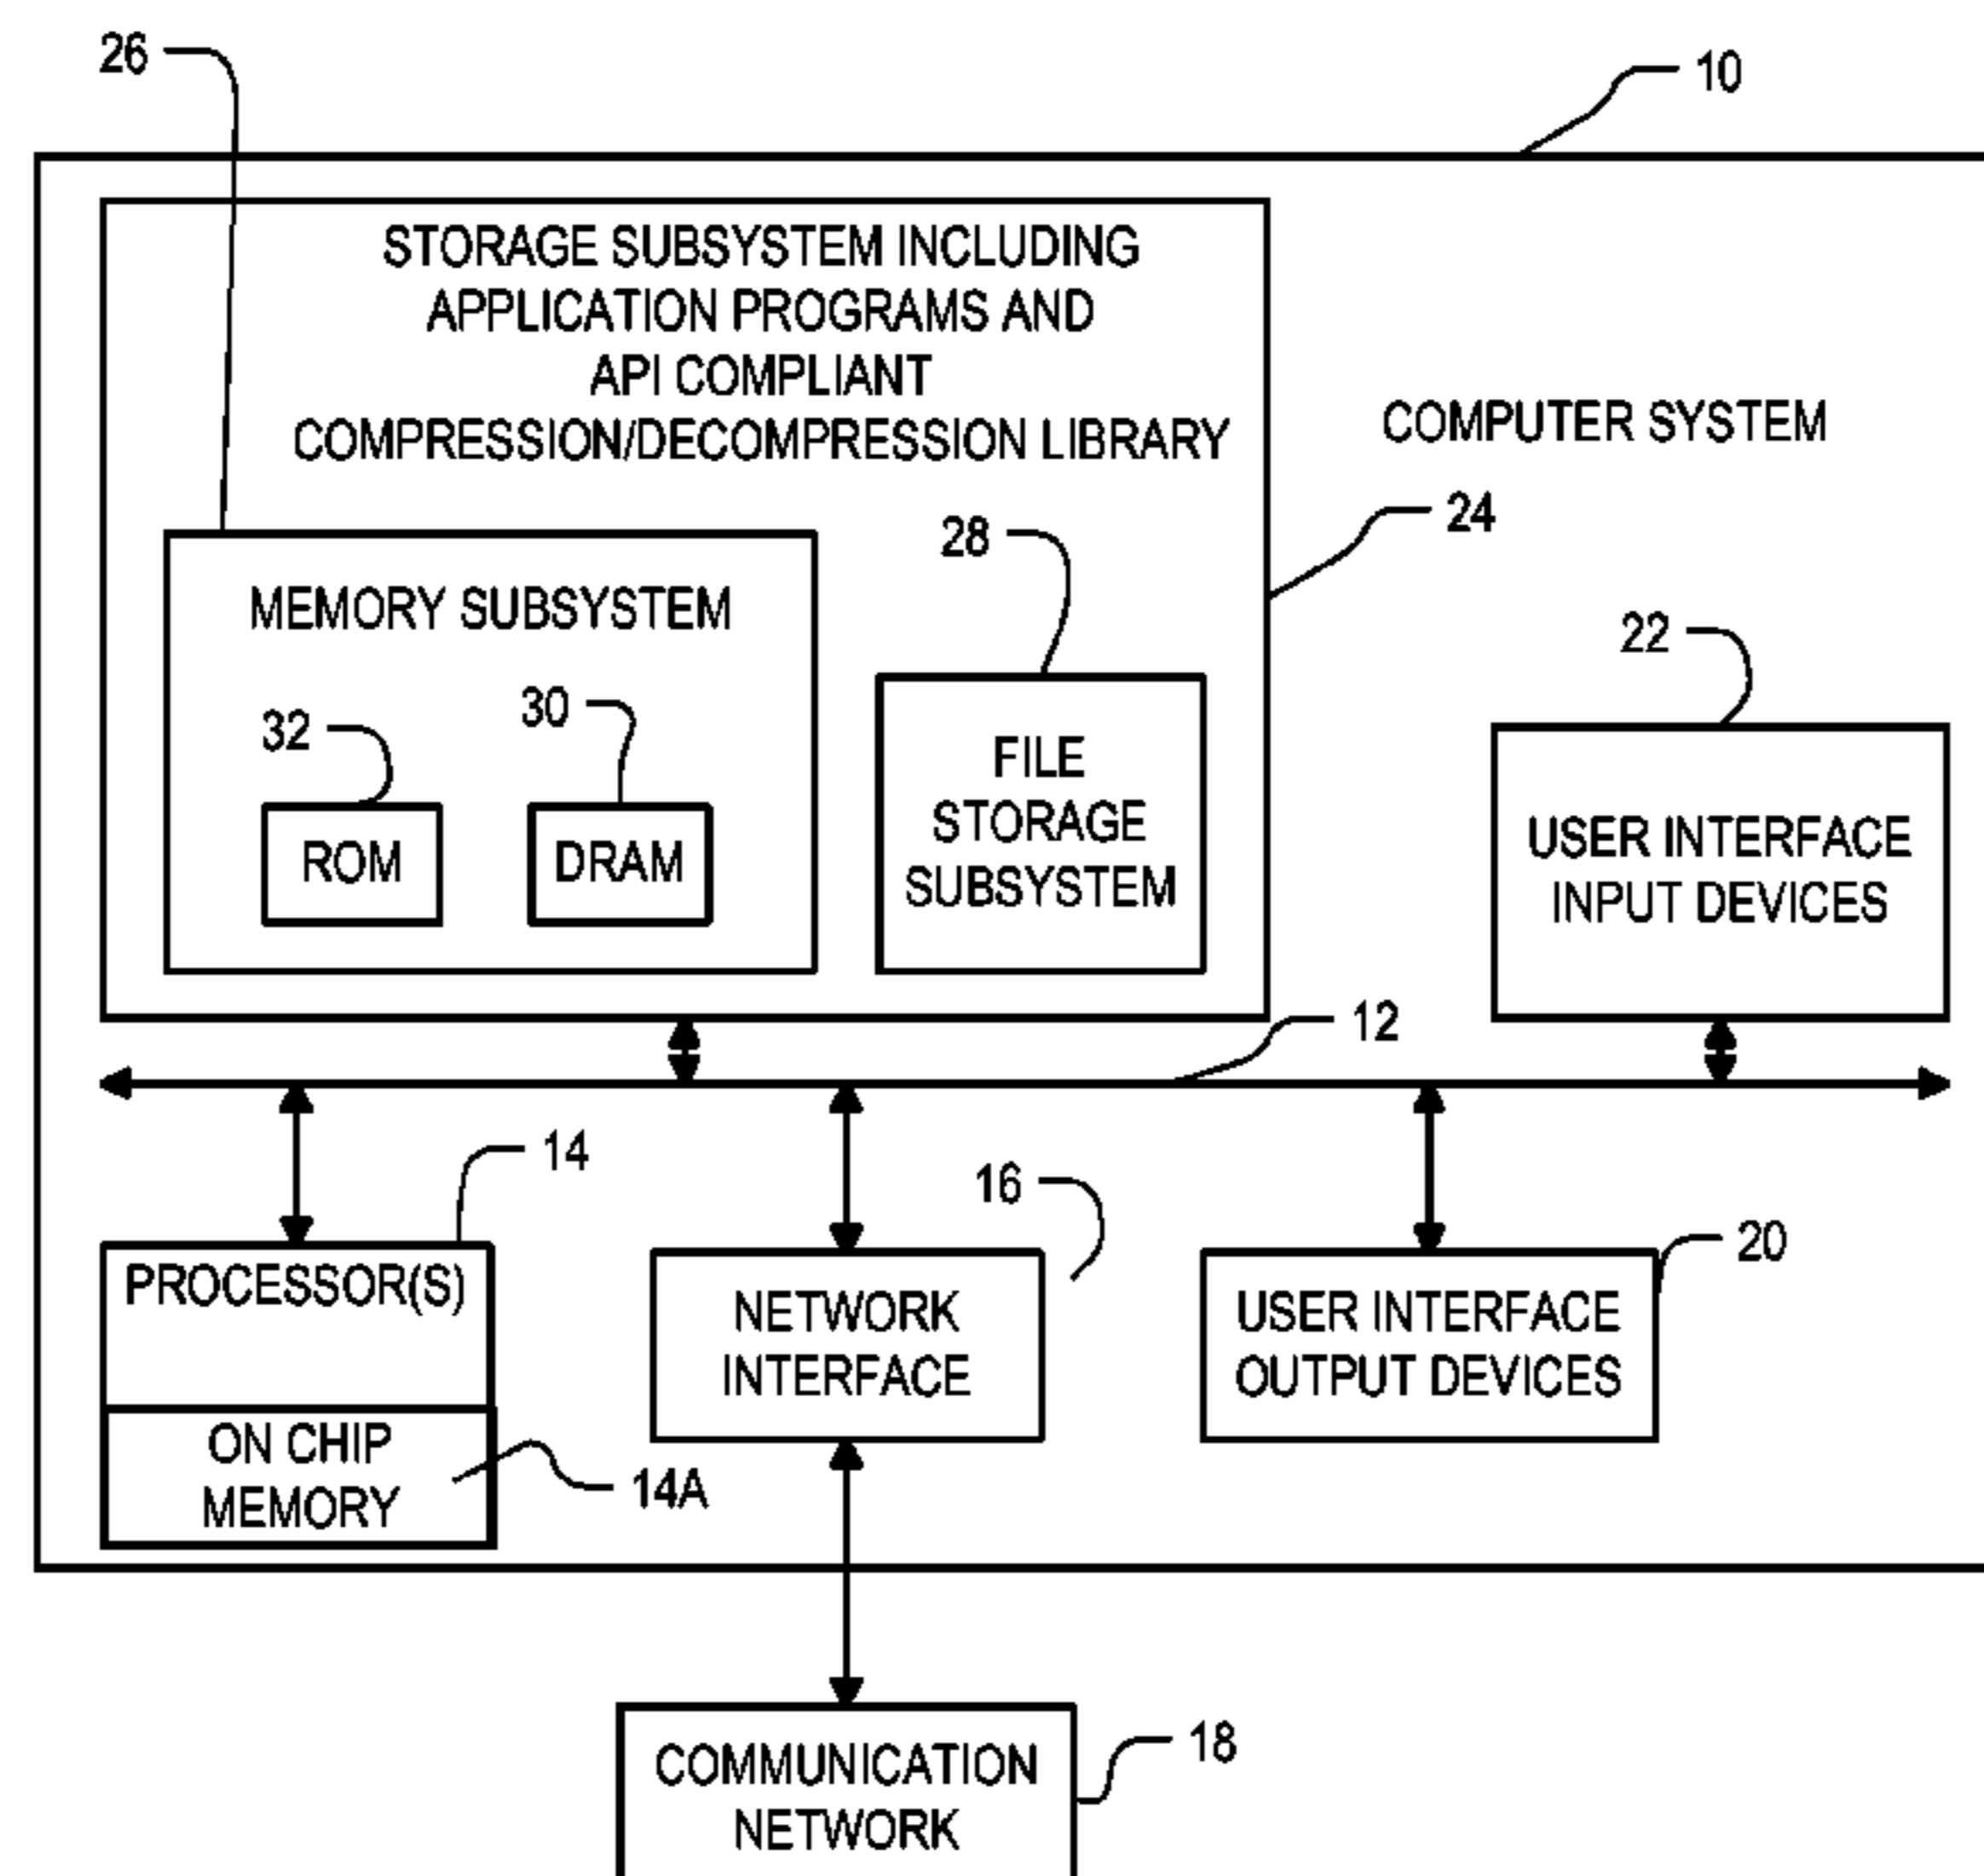 26
10
STORAGE SUBSYSTEM INCLUDING
APPLICATION PROGRAMS AND
API COMPLIANT
COMPRESSION/DECOMPRESSION LIBRARY
COMPUTER SYSTEM
24
28
MEMORY SUBSYSTEM
22
32
30
FILE
STORAGE
SUBSYSTEM
ROM
DRAM
USER INTERFACE
INPUT DEVICES
12
14
16
20
PROCESSOR(S)
NETWORK
INTERFACE
USER INTERFACE
OUTPUT DEVICES
ON CHIP
MEMORY
14A
18
COMMUNICATION
NETWORK